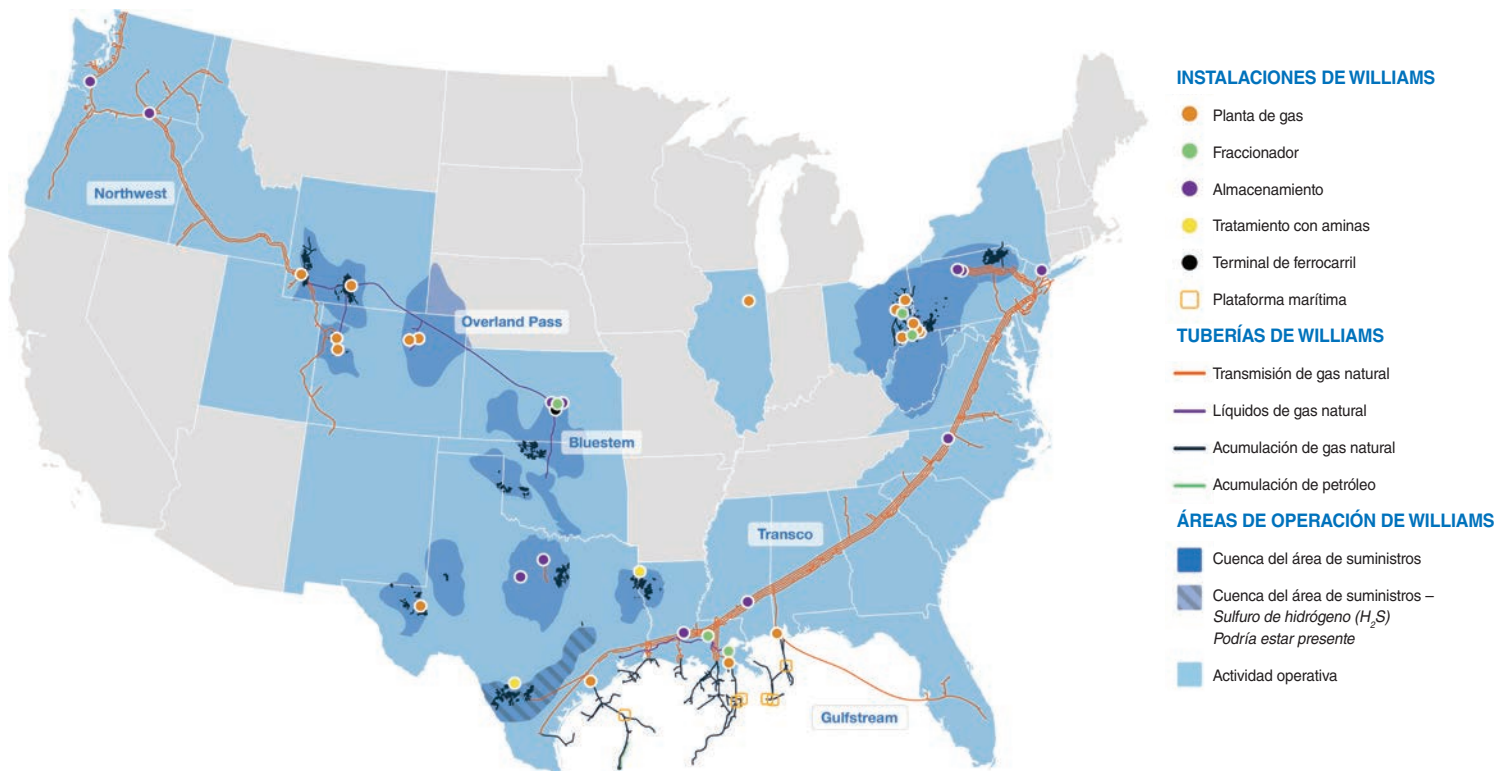 Northwest
Overland Pass
Bluestem
Transco
Gulfstream
INSTALACIONES DE WILLIAMS
Planta de gas
Fraccionador
Almacenamiento
Tratamiento con aminas
Terminal de ferrocarril
Plataforma marítima
TUBERÍAS DE WILLIAMS
Transmisión de gas natural
Líquidos de gas natural
Acumulación de gas natural
Acumulación de petróleo
ÁREAS DE OPERACIÓN DE WILLIAMS
Cuenca del área de suministros
Cuenca del área de suministros –
Sulfuro de hidrógeno (H₂S)
Podría estar presente
Actividad operativa